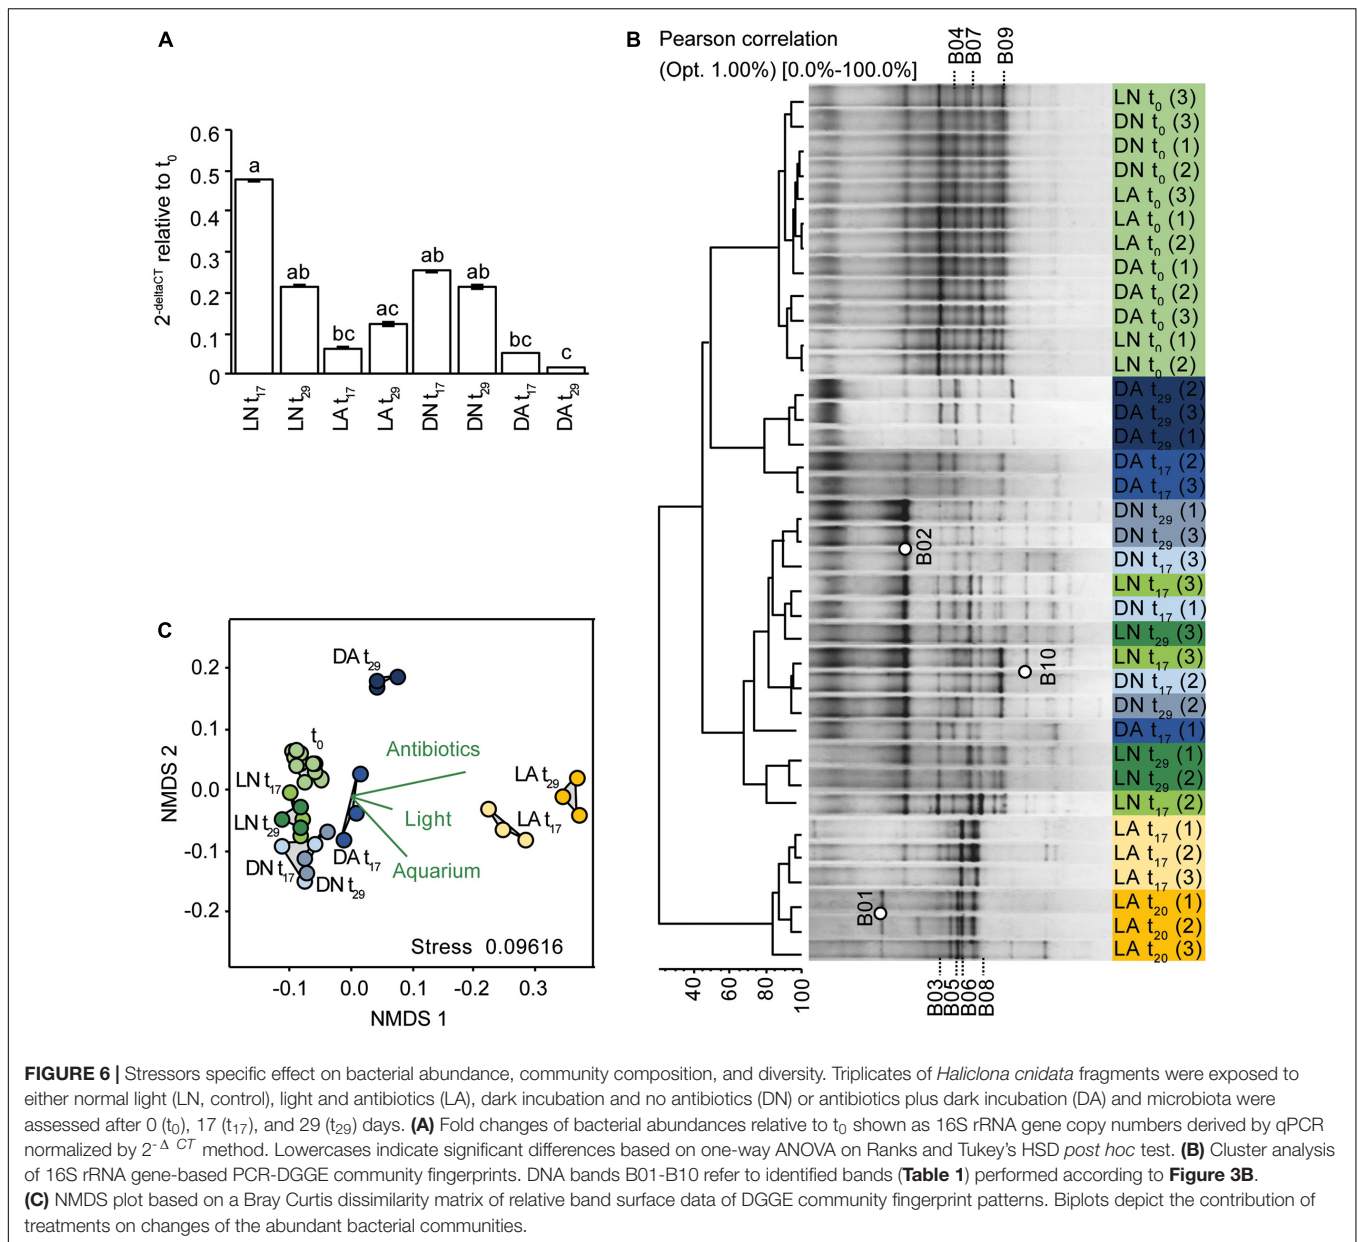 A
2^-deltaCT relative to t0
0.6
0.5
0.4
0.3
0.2
0.1
0
a
ab
bc
ac
ab
ab
bc
c
LN t17
LN t29
LA t17
LA t29
DN t17
DN t29
DA t17
DA t29
B
Pearson correlation
(Opt. 1.00%) [0.0%-100.0%]
B04
B07
B09
LN t0 (3)
DN t0 (3)
DN t0 (1)
DN t0 (2)
LA t0 (3)
LA t0 (1)
LA t0 (2)
DA t0 (1)
DA t0 (2)
DA t0 (3)
LN t0 (1)
LN t0 (2)
DA t29 (2)
DA t29 (3)
DA t29 (1)
DA t17 (2)
DA t17 (3)
DN t29 (1)
DN t29 (3)
DN t17 (3)
LN t17 (3)
DN t17 (1)
LN t29 (3)
LN t17 (3)
DN t17 (2)
DN t29 (2)
DA t17 (1)
LN t29 (1)
LN t29 (2)
LN t17 (2)
LA t17 (1)
LA t17 (2)
LA t17 (3)
LA t20 (1)
LA t20 (2)
LA t20 (3)
B02
B10
B01
40
60
80
100
B03
B05
B06
B08
C
NMDS 2
0.2
0.1
0.0
-0.1
-0.2
DA t29
t0
Antibiotics
LN t17
LA t29
LN t29
Light
LA t17
DA t17
DN t17
Aquarium
DN t29
Stress 0.09616
-0.1
0.0
-0.2
0.3
NMDS 1
FIGURE 6 | Stressors specific effect on bacterial abundance, community composition, and diversity. Triplicates of Haliclona cnidata fragments were exposed to
either normal light (LN, control), light and antibiotics (LA), dark incubation and no antibiotics (DN) or antibiotics plus dark incubation (DA) and microbiota were
assessed after 0 (t0), 17 (t17), and 29 (t29) days. (A) Fold changes of bacterial abundances relative to t0 shown as 16S rRNA gene copy numbers derived by qPCR
normalized by 2^-Δ CT method. Lowercases indicate significant differences based on one-way ANOVA on Ranks and Tukey's HSD post hoc test. (B) Cluster analysis
of 16S rRNA gene-based PCR-DGGE community fingerprints. DNA bands B01-B10 refer to identified bands (Table 1) performed according to Figure 3B.
(C) NMDS plot based on a Bray Curtis dissimilarity matrix of relative band surface data of DGGE community fingerprint patterns. Biplots depict the contribution of
treatments on changes of the abundant bacterial communities.